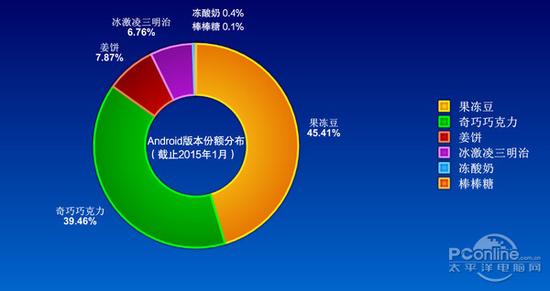 冻酸奶 0.4%
棒棒糖 0.1%
冰激凌三明治
6.76%
姜饼
7.87%
果冻豆
45.41%
奇巧巧克力
39.46%
Android版本份额分布
(截止2015年1月)
果冻豆
奇巧巧克力
姜饼
冰激凌三明治
冻酸奶
棒棒糖
PConline.com.cn
太平洋电脑网